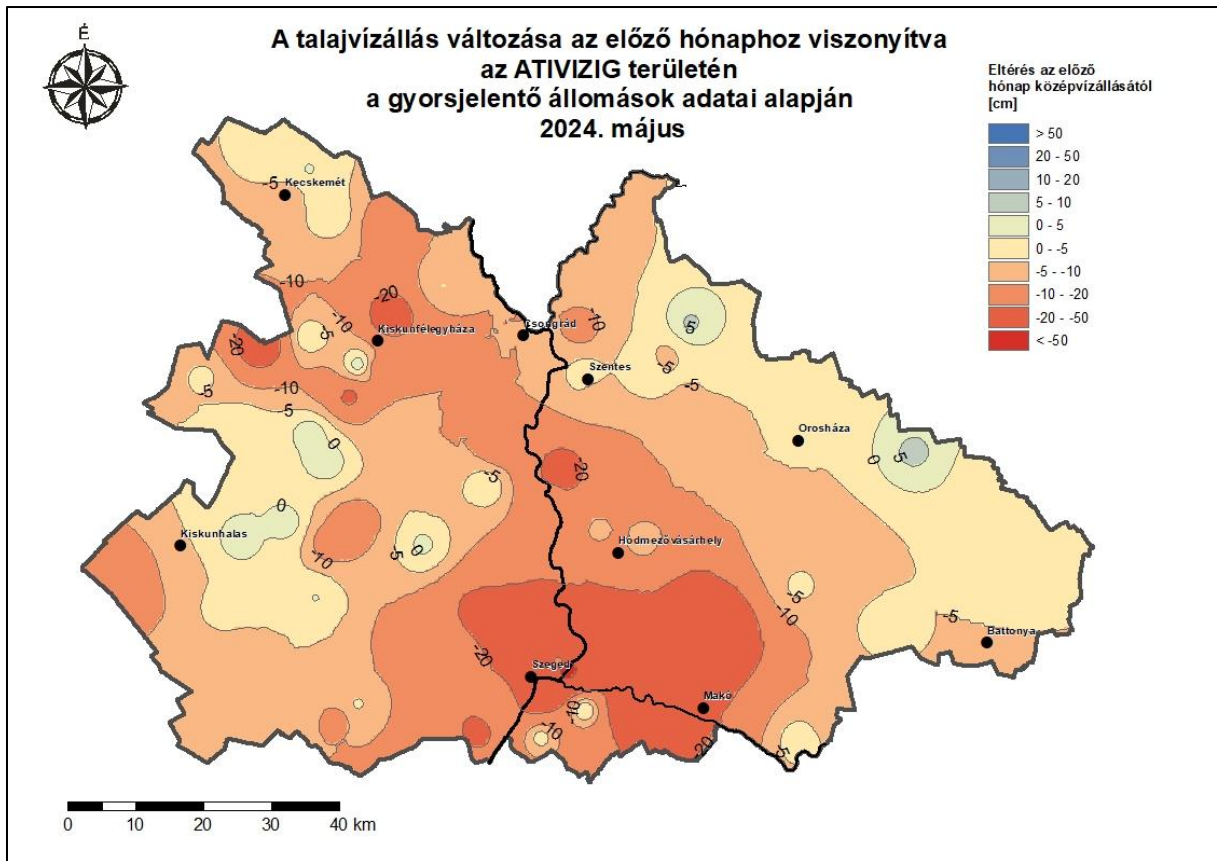 É
A talajvízállás változása az előző hónaphoz viszonyítva
az ATIVIZIG területén
a gyorsjelentő állomások adatai alapján
2024. május
Eltérés az előző
hónap középvízállásától
[cm]
> 50
20 - 50
10 - 20
5 - 10
0 - 5
0 - -5
-5 - -10
-10 - -20
-20 - -50
< -50
-5
Kecskemét
-10
-20
-10
-5
Kiskunfélegyháza
-20
-5
-10
-5
Csongrád
-10
5
Szentes
-5
-5
Orosháza
0
5
0
-20
-5
0
Kiskunhalas
-10
-5
0
Hódmezővásárhely
-5
-10
-5
Battonya
-20
Szeged
Makó
-10
-10
-20
-5
0
10
20
30
40 km